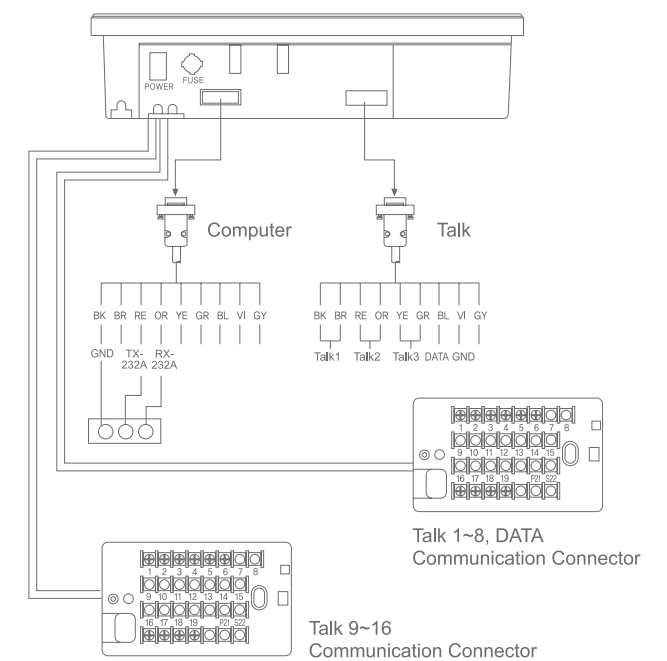 POWER
FUSE
Computer
Talk
BK BR RE OR YE GR BL VI GY
BK BR RE OR YE GR BL VI GY
GND TX-232A RX-232A
Talk1 Talk2 Talk3 DATA GND
1 2 3 4 5 6 7 8
9 10 11 12 13 14 15
16 17 18 19 P21 S22
Talk 1~8, DATA
Communication Connector
1 2 3 4 5 6 7 8
9 10 11 12 13 14 15
16 17 18 19 P21 S22
Talk 9~16
Communication Connector